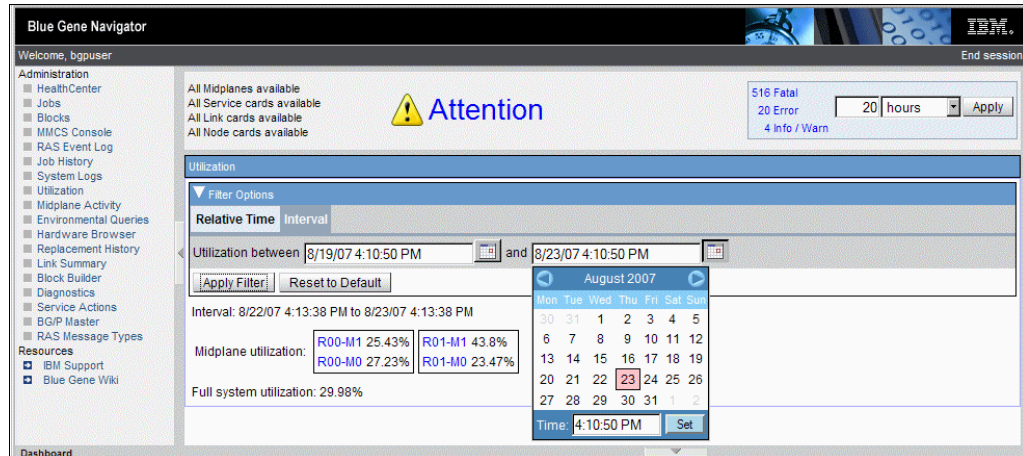 Blue Gene Navigator
IBM.
Welcome, bgpuser
End session
Administration
HealthCenter
Jobs
Blocks
MMCS Console
RAS Event Log
Job History
System Logs
Utilization
Midplane Activity
Environmental Queries
Hardware Browser
Replacement History
Link Summary
Block Builder
Diagnostics
Service Actions
BG/P Master
RAS Message Types
Resources
IBM Support
Blue Gene Wiki
Dashboard
All Midplanes available
All Service cards available
All Link cards available
All Node cards available
Attention
516 Fatal
20 Error
4 Info / Warn
20 hours Apply
Utilization
Filter Options
Relative Time Interval
Utilization between 8/19/07 4:10:50 PM and 8/23/07 4:10:50 PM
Apply Filter Reset to Default
Interval: 8/22/07 4:13:38 PM to 8/23/07 4:13:38 PM
Midplane utilization:
R00-M1 25.43% R01-M1 43.8%
R00-M0 27.23% R01-M0 23.47%
Full system utilization: 29.98%
August 2007
Mon Tue Wed Thu Fri Sat Sun
30 31 1 2 3 4 5
6 7 8 9 10 11 12
13 14 15 16 17 18 19
20 21 22 23 24 25 26
27 28 29 30 31 1 2
Time: 4:10:50 PM Set